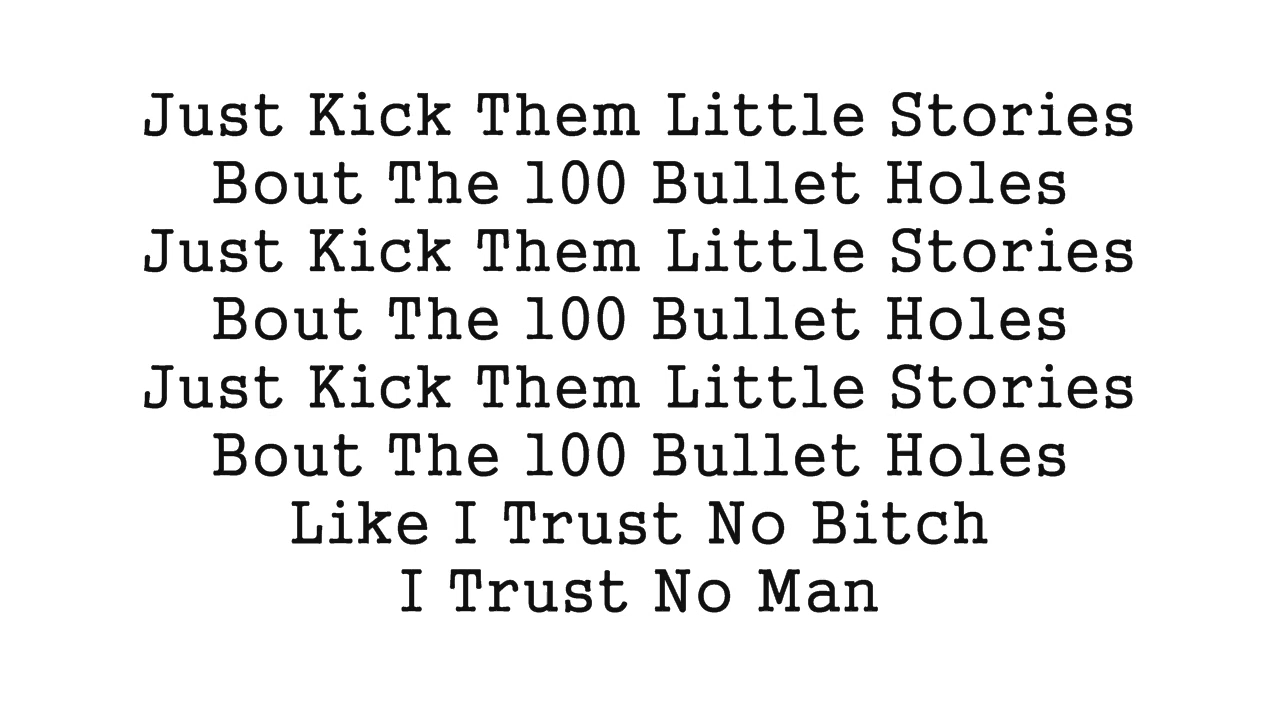 Just Kick Them Little Stories
Bout The 100 Bullet Holes
Just Kick Them Little Stories
Bout The 100 Bullet Holes
Just Kick Them Little Stories
Bout The 100 Bullet Holes
Like I Trust No Bitch
I Trust No Man